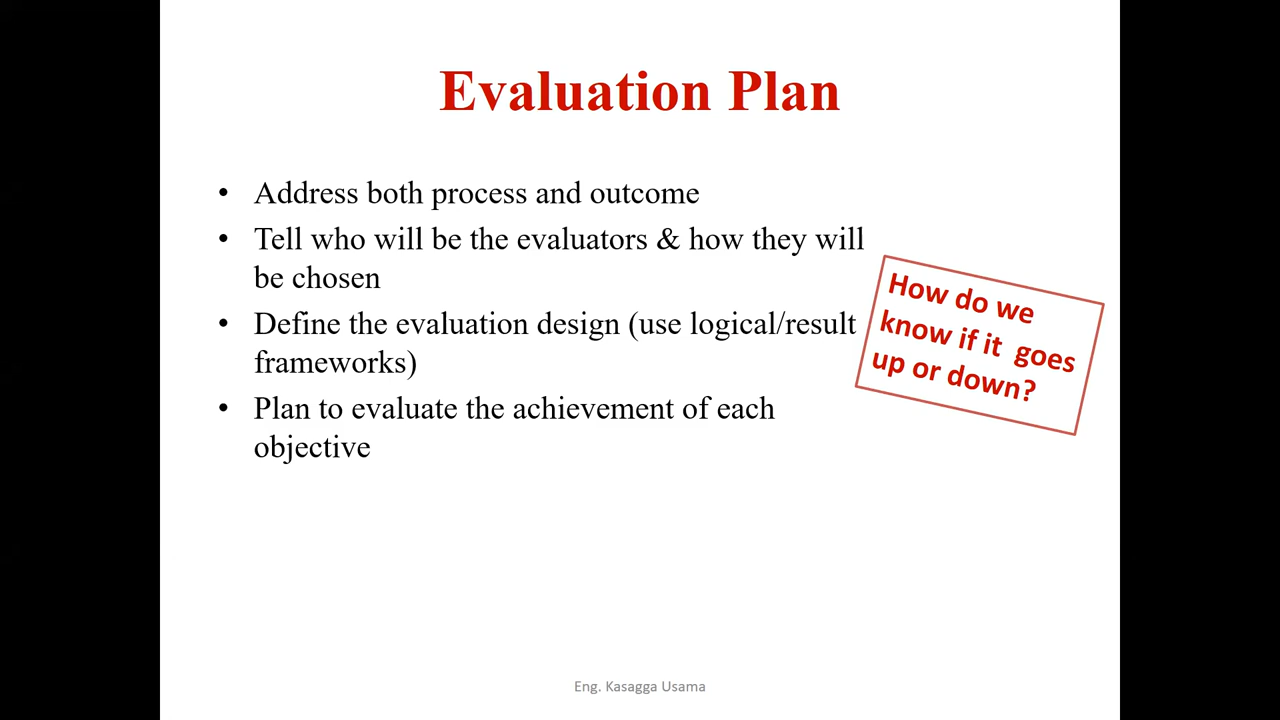 Evaluation Plan
• Address both process and outcome
• Tell who will be the evaluators & how they will
be chosen
• Define the evaluation design (use logical/result
frameworks)
• Plan to evaluate the achievement of each
objective
How do we
know if it goes
up or down?
Eng. Kasagga Usama